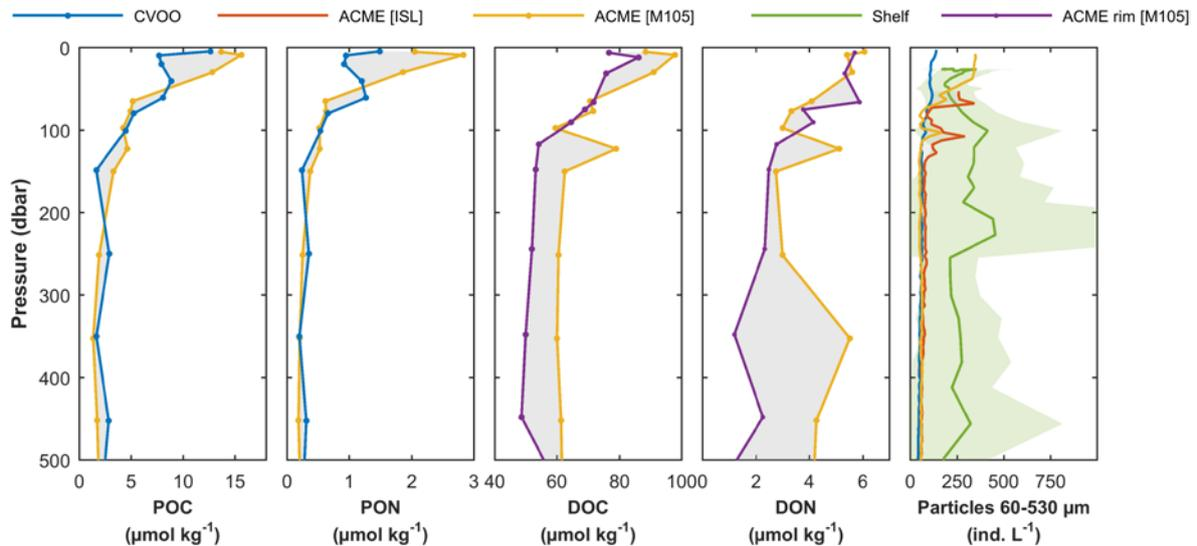 CVOO ACME [ISL] ACME [M105] Shelf ACME rim [M105]
Pressure (dbar)
0
100
200
300
400
500
0 5 10 15 0 1 2 3 40 60 80 100 0 2 4 6 0 250 500 750
POC PON DOC DON Particles 60-530 µm
(µmol kg⁻¹) (µmol kg⁻¹) (µmol kg⁻¹) (µmol kg⁻¹) (ind. L⁻¹)